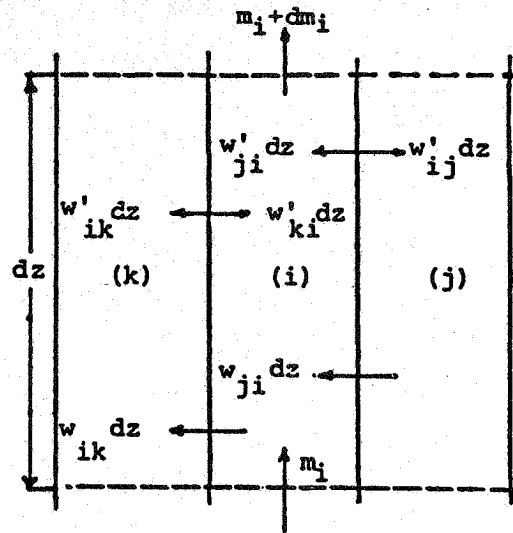 m_i+dm_i
w'_ji dz w'_ij dz
w'_ik dz w'_ki dz
dz (k) (i) (j)
w_ji dz
w_ik dz
m_i